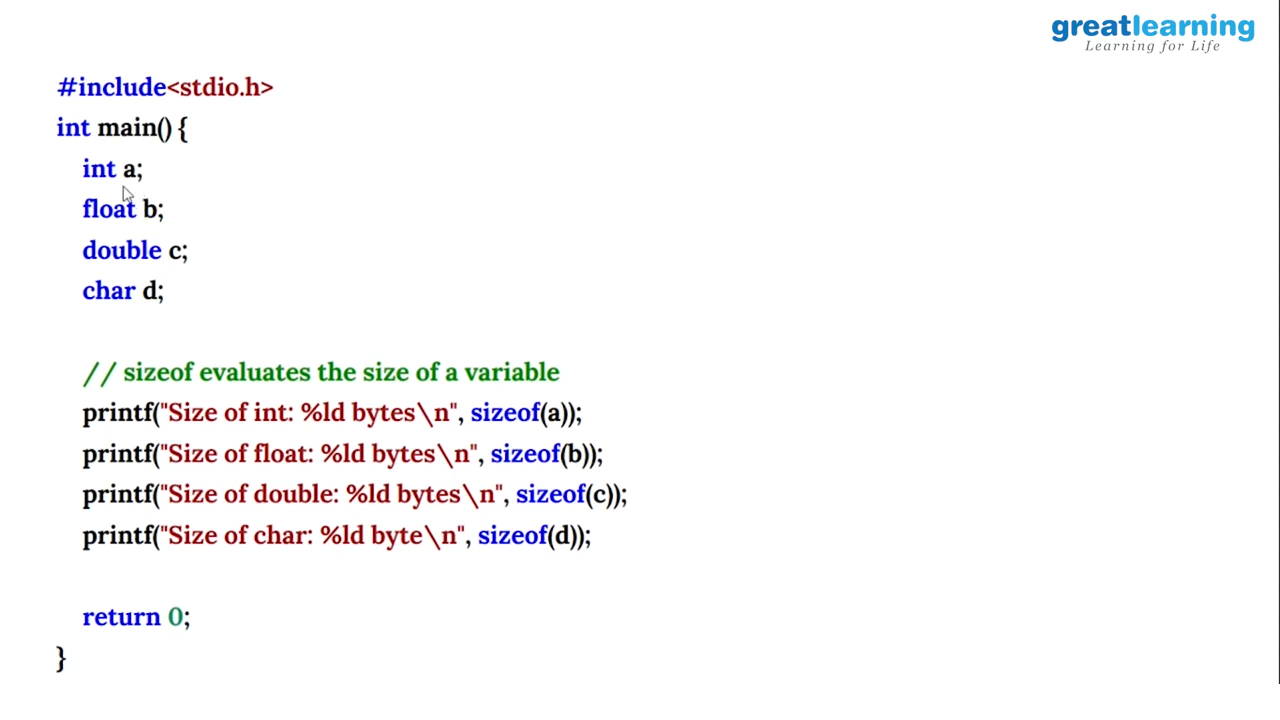 greatlearning
Learning for Life
#include<stdio.h>
int main() {
int a;
float b;
double c;
char d;
// sizeof evaluates the size of a variable
printf("Size of int: %ld bytes\n", sizeof(a));
printf("Size of float: %ld bytes\n", sizeof(b));
printf("Size of double: %ld bytes\n", sizeof(c));
printf("Size of char: %ld byte\n", sizeof(d));
return 0;
}